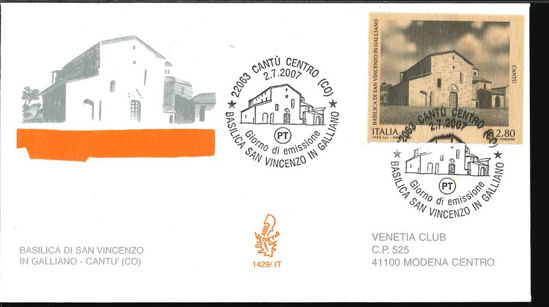 ★ 22063 CANTÙ CENTRO (CO) ★
2.7.2007
PT
Giorno di emissione
BASILICA SAN VINCENZO IN GALLIANO
BASILICA DI SAN VINCENZO IN GALLIANO
CANTÙ
ITALIA
2,80
22063 CANTÙ CENTRO (CO) ★
2.7.2007
PT
Giorno di emissione
BASILICA SAN VINCENZO IN GALLIANO
VENETIA
1429/ IT
BASILICA DI SAN VINCENZO
IN GALLIANO - CANTU' (CO)
VENETIA CLUB
C.P. 525
41100 MODENA CENTRO